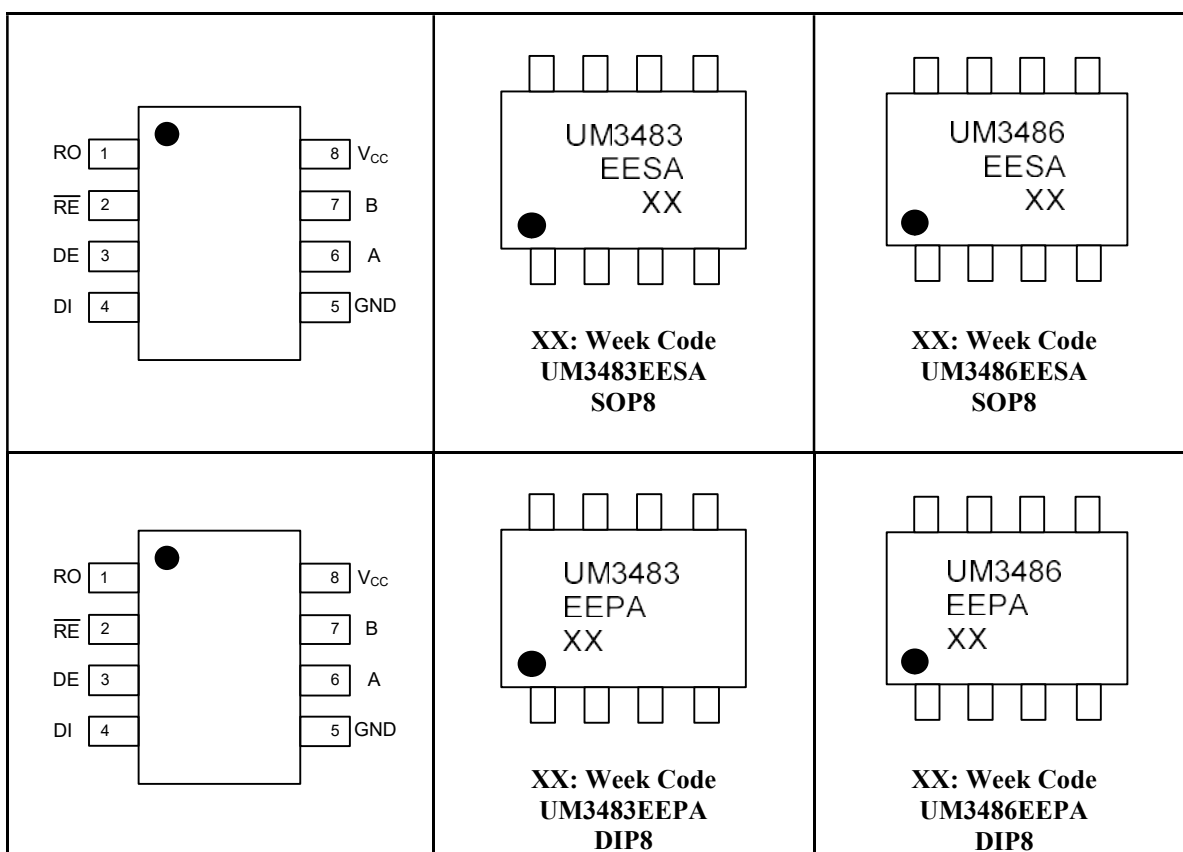 RO 1
8 VCC
R̅E̅ 2
7 B
DE 3
6 A
DI 4
5 GND
UM3483
EESA
XX
XX: Week Code
UM3483EESA
SOP8
UM3486
EESA
XX
XX: Week Code
UM3486EESA
SOP8
RO 1
8 VCC
R̅E̅ 2
7 B
DE 3
6 A
DI 4
5 GND
UM3483
EEPA
XX
XX: Week Code
UM3483EEPA
DIP8
UM3486
EEPA
XX
XX: Week Code
UM3486EEPA
DIP8